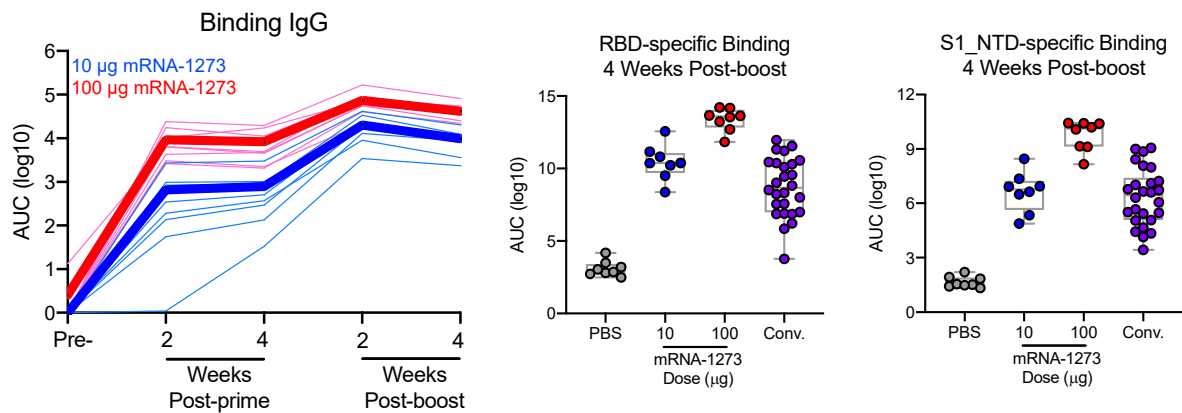 Binding IgG
10 µg mRNA-1273
100 µg mRNA-1273
AUC (log10)
6
5
4
3
2
1
0
Pre-
2
4
2
4
Weeks
Post-prime
Weeks
Post-boost
RBD-specific Binding
4 Weeks Post-boost
AUC (log10)
15
10
5
0
PBS
10
100
Conv.
mRNA-1273
Dose (µg)
S1_NTD-specific Binding
4 Weeks Post-boost
AUC (log10)
12
9
6
3
0
PBS
10
100
Conv.
mRNA-1273
Dose (µg)